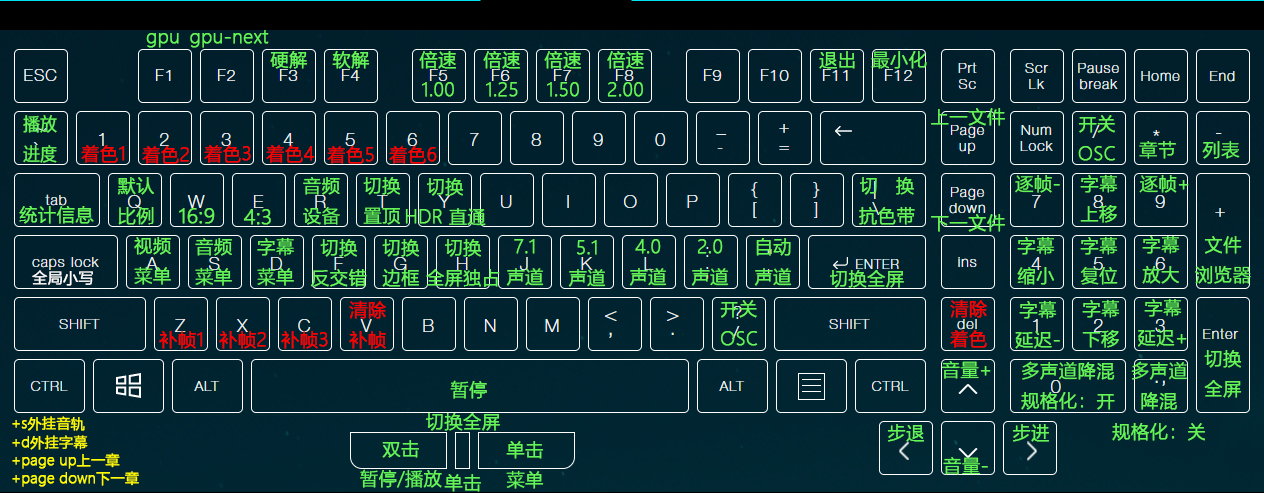 gpu gpu-next
ESC F1 F2 硬解 F3 软解 F4 倍速 F5 1.00 倍速 F6 1.25 倍速 F7 1.50 倍速 F8 2.00 F9 F10 退出 F11 最小化 F12 Prt Sc Scr Lk Pause break Home End
播放 ~ ` 进度 1 着色1 2 着色2 3 着色3 4 着色4 5 着色5 6 着色6 7 8 9 0 _ - + = ← 上一文件 Page up Num Lock 开关 / OSC * 章节 - 列表
tab 统计信息 默认 Q 比例 W 16:9 E 4:3 音频 R 设备 切换 T 置顶 切换 Y HDR 直通 U I O P { [ } ] 切 换 | \ 抗色带 Page down 下一文件 逐帧- 7 字幕 8 上移 逐帧+ 9 +
caps lock 全局小写 视频 A 菜单 音频 S 菜单 字幕 D 菜单 切换 F 反交错 切换 G 边框 切换 H 全屏独占 7.1 J 声道 5.1 K 声道 4.0 L 声道 2.0 : ; 声道 自动 声道 ENTER 切换全屏 ins 字幕 4 缩小 字幕 5 复位 字幕 6 放大 文件 浏览器
SHIFT Z 补帧1 X 补帧2 C 补帧3 清除 V 补帧 B N M < , > . 开关 ? / OSC SHIFT 清除 del 着色 字幕 1 延迟- 字幕 2 下移 字幕 3 延迟+ Enter 切换 全屏
CTRL ALT 暂停 ALT CTRL 音量+ 多声道降混 0 规格化：开 多声道 降混
+s外挂音轨
+d外挂字幕
+page up上一章
+page down下一章
切换全屏
双击 单击
暂停/播放 单击 菜单
步退 < 音量- 步进 > 规格化：关